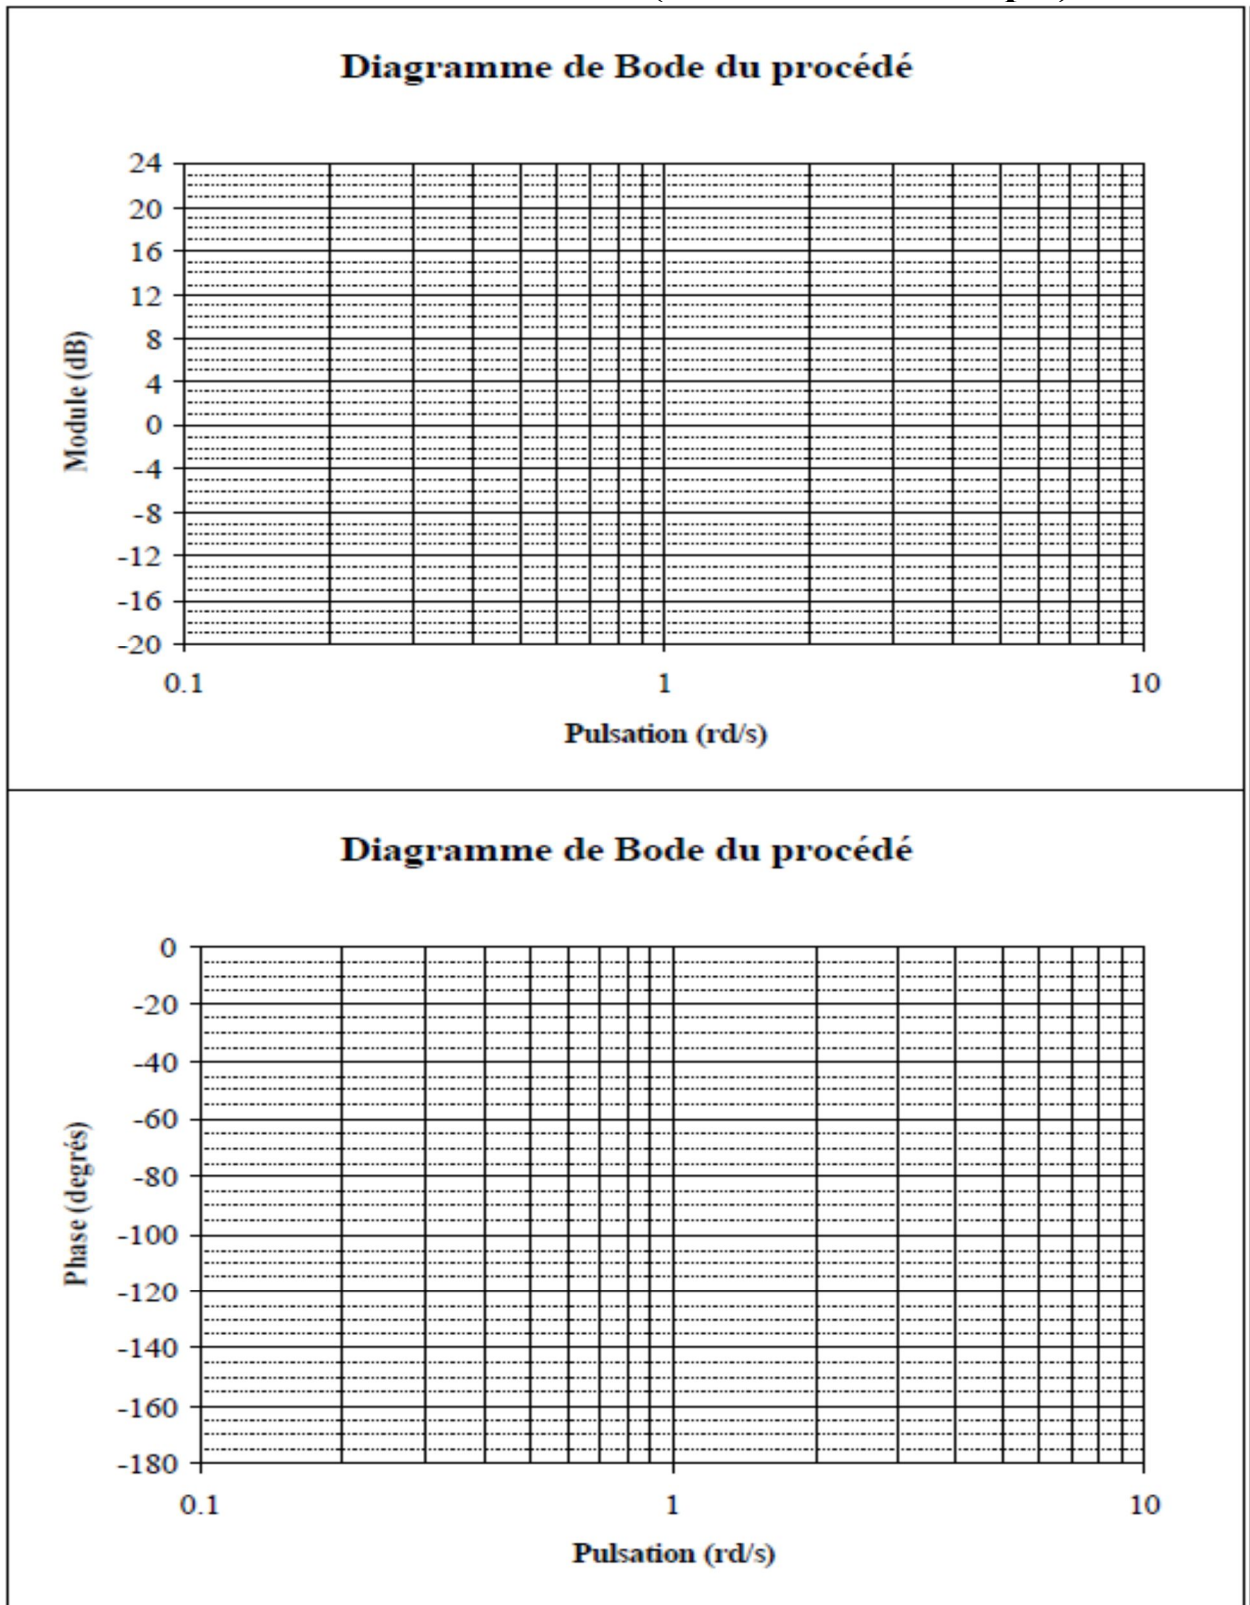 Diagramme de Bode du procédé
24
20
16
12
8
4
0
-4
-8
-12
-16
-20
Module (dB)
0.1 1 10
Pulsation (rd/s)
Diagramme de Bode du procédé
0
-20
-40
-60
-80
-100
-120
-140
-160
-180
Phase (degrés)
0.1 1 10
Pulsation (rd/s)